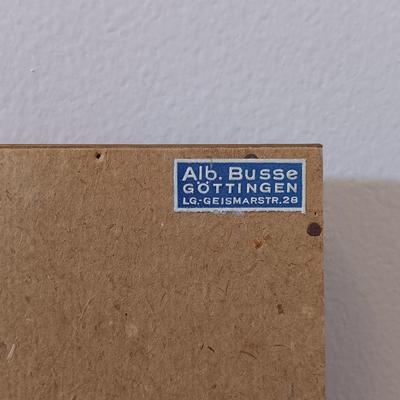 Alb. Busse
GÖTTINGEN
LG.-GEISMARSTR.28